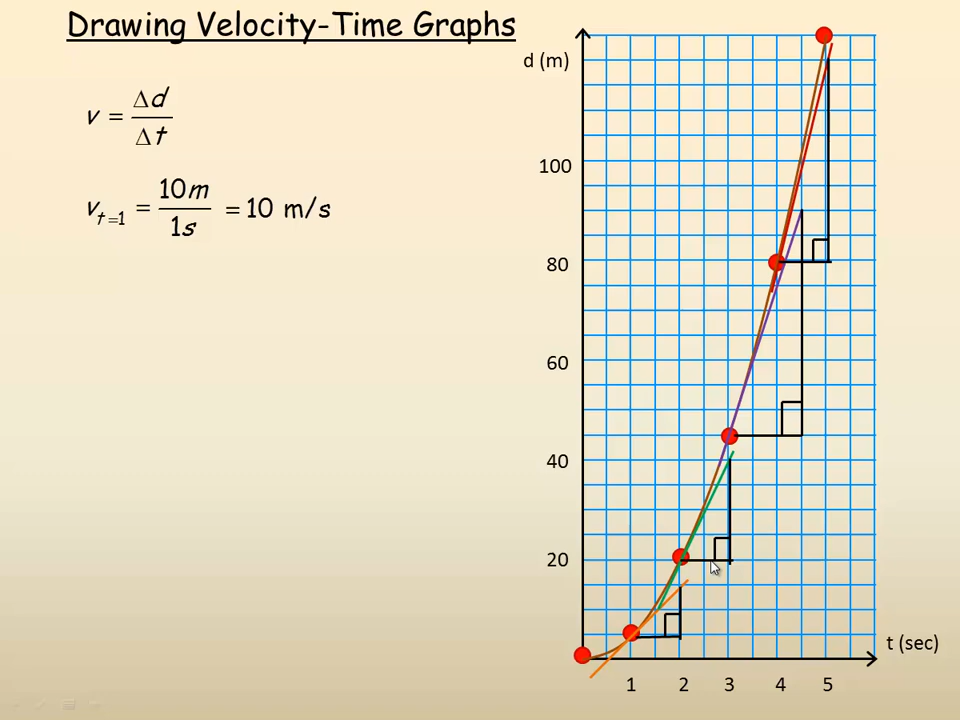 Drawing Velocity-Time Graphs
v = Δd / Δt
v t=1 = 10m / 1s = 10 m/s
d (m)
100
80
60
40
20
t (sec)
1 2 3 4 5